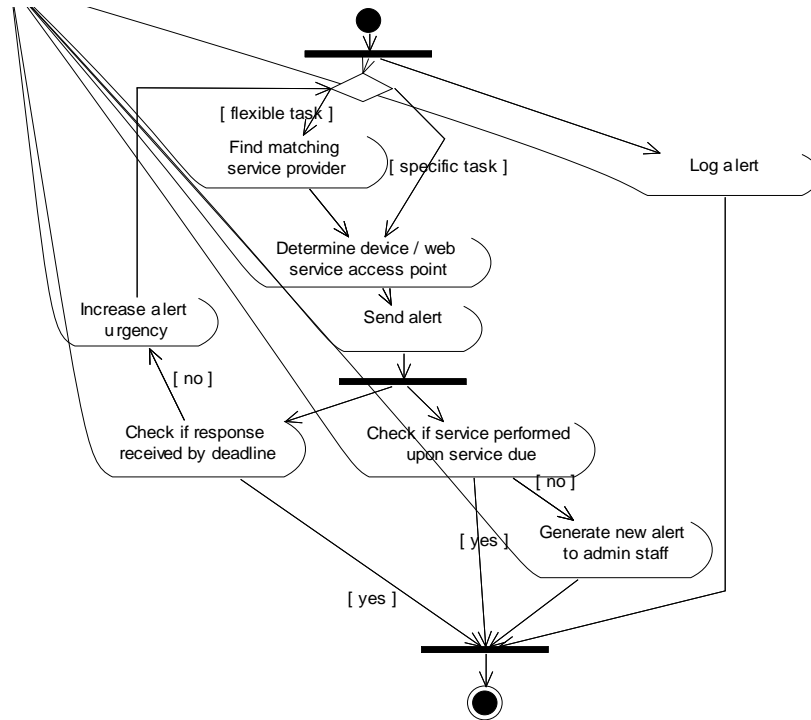 [ flexible task ]
Find matching
service provider
[ specific task ]
Log alert
Determine device / web
service access point
Increase alert
urgency
Send alert
[ no ]
Check if response
received by deadline
Check if service performed
upon service due
[ no ]
[ yes ]
Generate new alert
to admin staff
[ yes ]